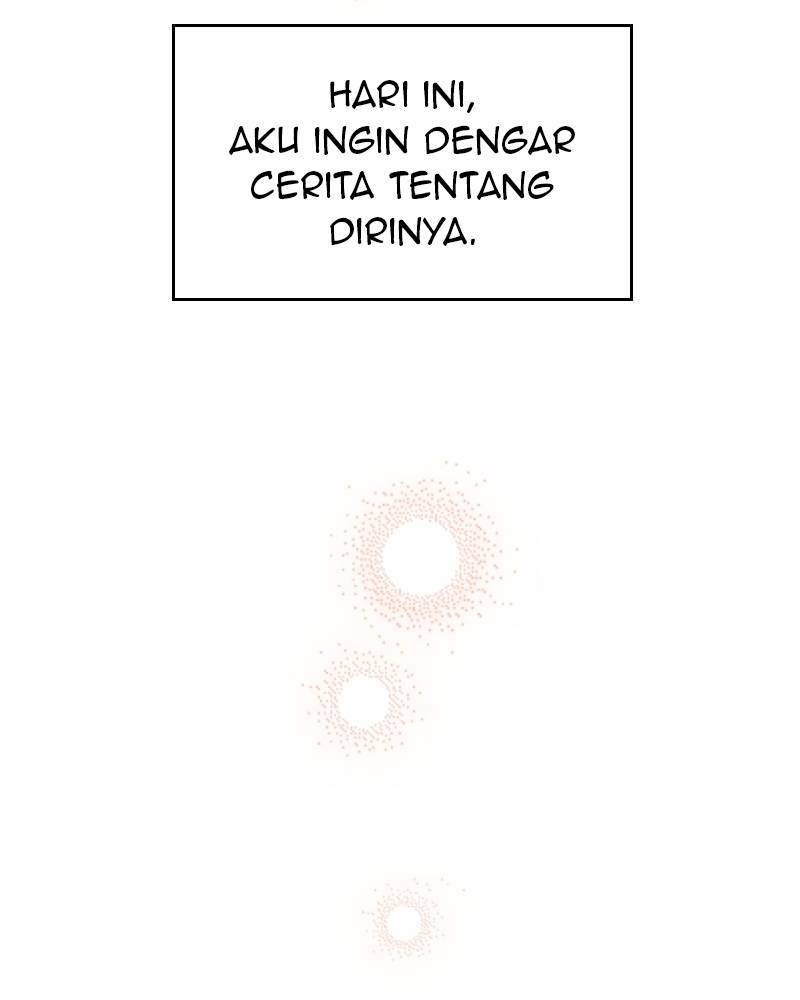 HARI INI,
AKU INGIN DENGAR
CERITA TENTANG
DIRINYA.